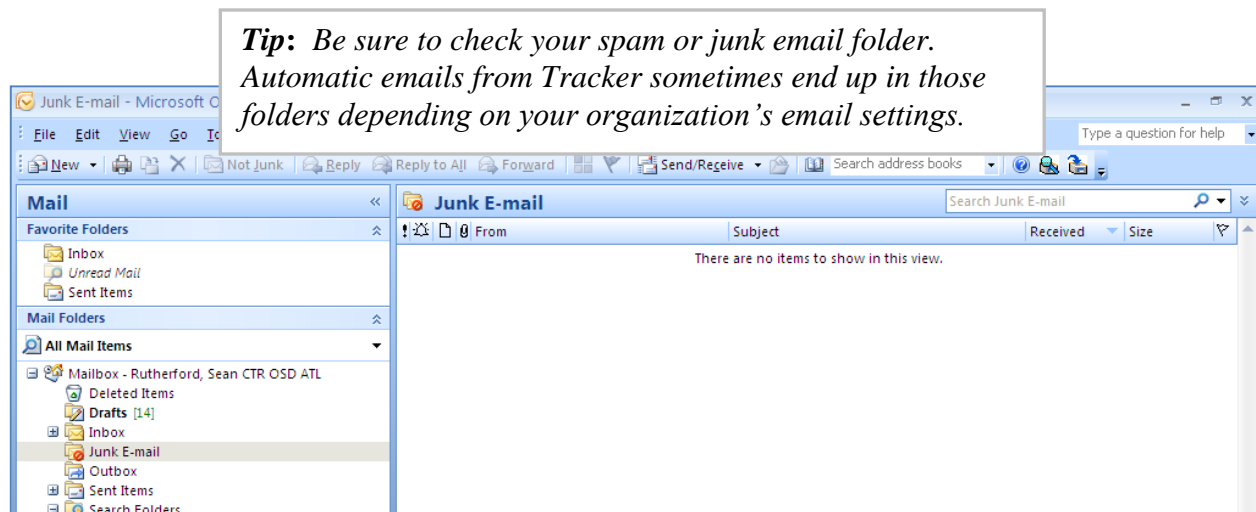 Tip: Be sure to check your spam or junk email folder.
Automatic emails from Tracker sometimes end up in those
folders depending on your organization’s email settings.
Junk E-mail - Microsoft O
File Edit View Go To
Type a question for help
New Not Junk Reply Reply to All Forward Send/Receive Search address books
Mail
Junk E-mail
Search Junk E-mail
Favorite Folders
From Subject Received Size
Inbox
There are no items to show in this view.
Unread Mail
Sent Items
Mail Folders
All Mail Items
Mailbox - Rutherford, Sean CTR OSD ATL
Deleted Items
Drafts [14]
Inbox
Junk E-mail
Outbox
Sent Items
Search Folders